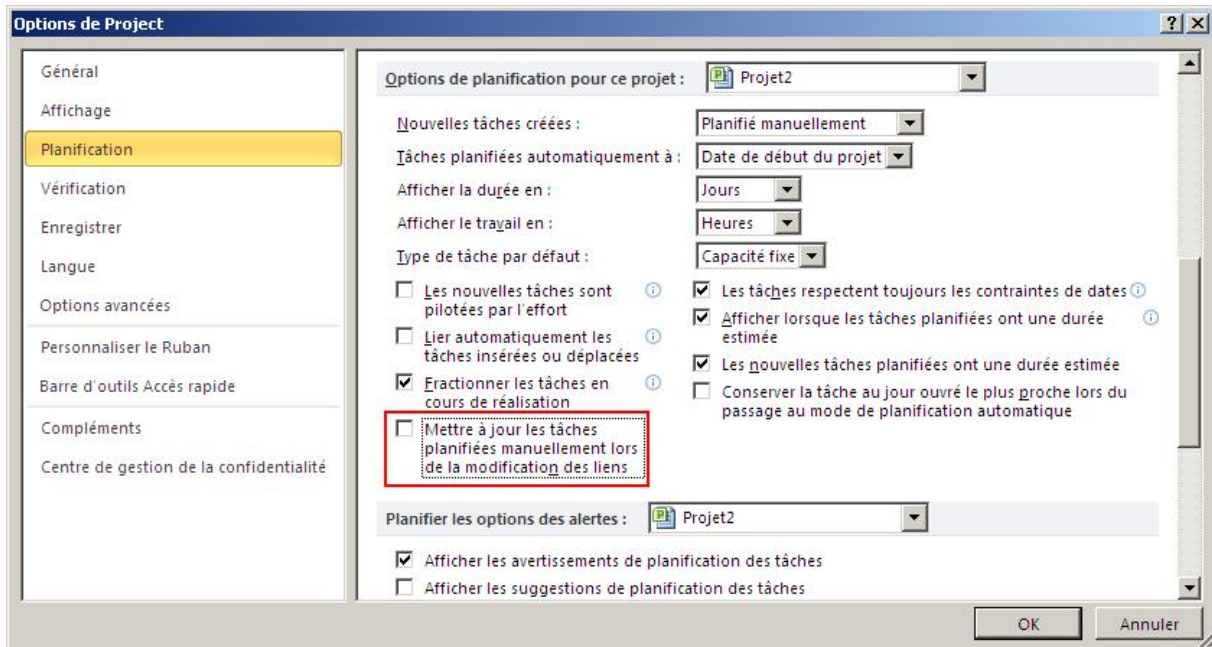 Options de Project
Général
Affichage
Planification
Vérification
Enregistrer
Langue
Options avancées
Personnaliser le Ruban
Barre d'outils Accès rapide
Compléments
Centre de gestion de la confidentialité
Options de planification pour ce projet : Projet2
Nouvelles tâches créées : Planifié manuellement
Tâches planifiées automatiquement à : Date de début du projet
Afficher la durée en : Jours
Afficher le travail en : Heures
Type de tâche par défaut : Capacité fixe
Les nouvelles tâches sont
pilotées par l'effort
Lier automatiquement les
tâches insérées ou déplacées
Fractionner les tâches en
cours de réalisation
Mettre à jour les tâches
planifiées manuellement lors
de la modification des liens
Les tâches respectent toujours les contraintes de dates
Afficher lorsque les tâches planifiées ont une durée
estimée
Les nouvelles tâches planifiées ont une durée estimée
Conserver la tâche au jour ouvré le plus proche lors du
passage au mode de planification automatique
Planifier les options des alertes : Projet2
Afficher les avertissements de planification des tâches
Afficher les suggestions de planification des tâches
OK
Annuler